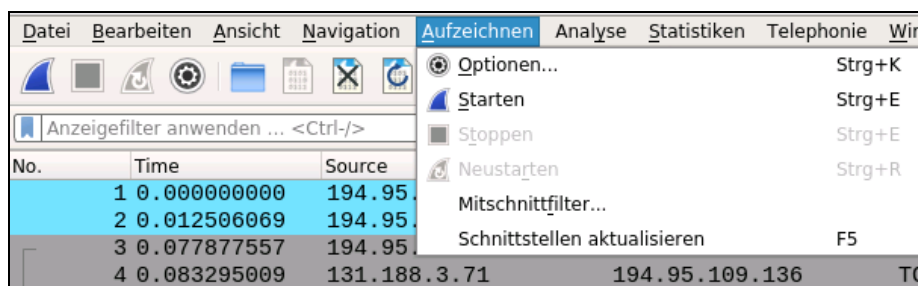 Datei Bearbeiten Ansicht Navigation Aufzeichnen Analyse Statistiken Telephonie
Optionen... Strg+K
Starten Strg+E
Stoppen Strg+E
Neustarten Strg+R
Mitschnittfilter...
Schnittstellen aktualisieren F5
Anzeigefilter anwenden ... <Ctrl-/>
No. Time Source
1 0.000000000 194.95.
2 0.012506069 194.95.
3 0.077877557 194.95.
4 0.083295009 131.188.3.71 194.95.109.136